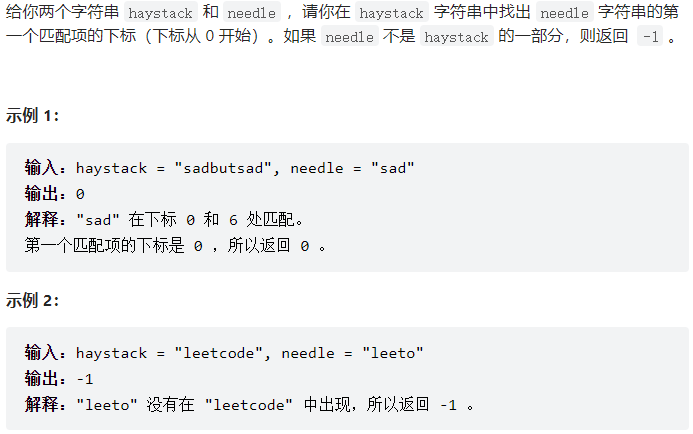 给你两个字符串 haystack 和 needle ，请你在 haystack 字符串中找出 needle 字符串的第
一个匹配项的下标（下标从 0 开始）。如果 needle 不是 haystack 的一部分，则返回 -1 。
示例 1：
输入：haystack = "sadbutsad", needle = "sad"
输出：0
解释："sad" 在下标 0 和 6 处匹配。
第一个匹配项的下标是 0 ，所以返回 0 。
示例 2：
输入：haystack = "leetcode", needle = "leeto"
输出：-1
解释："leeto" 没有在 "leetcode" 中出现，所以返回 -1 。